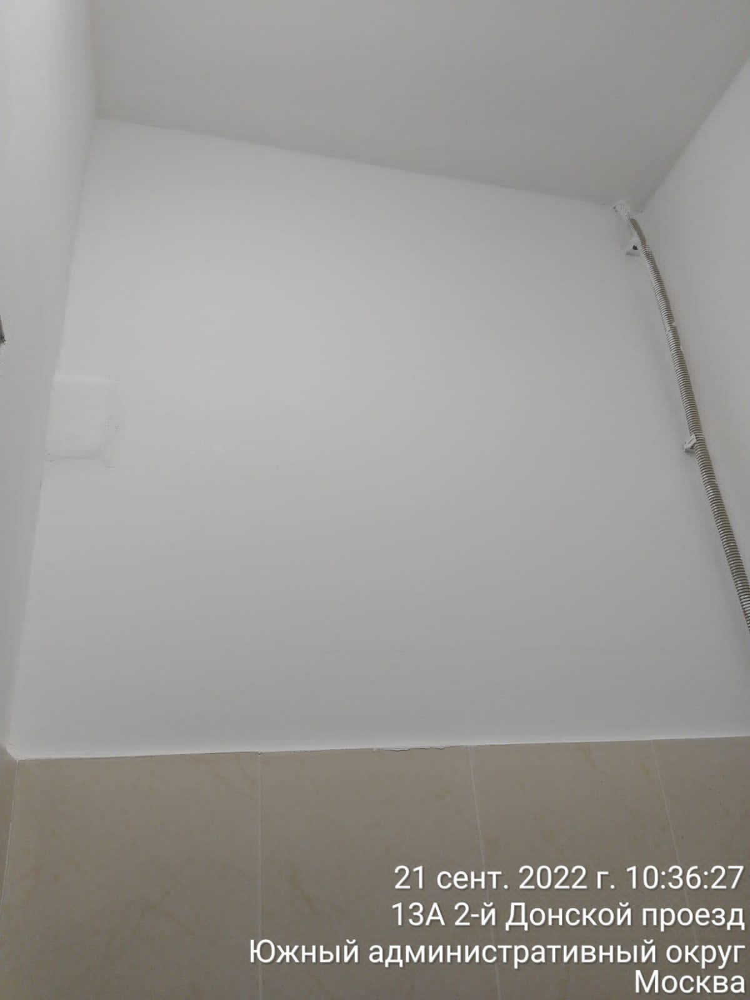 21 сент. 2022 г. 10:36:27
13А 2-й Донской проезд
Южный административный округ
Москва